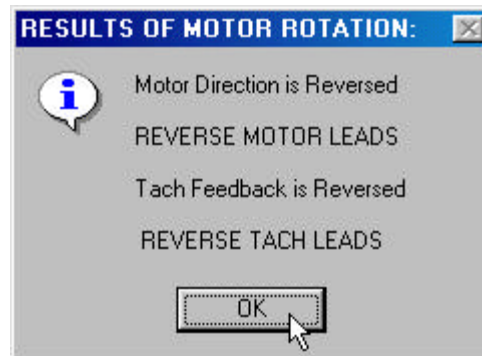 RESULTS OF MOTOR ROTATION:
Motor Direction is Reversed
REVERSE MOTOR LEADS
Tach Feedback is Reversed
REVERSE TACH LEADS
OK